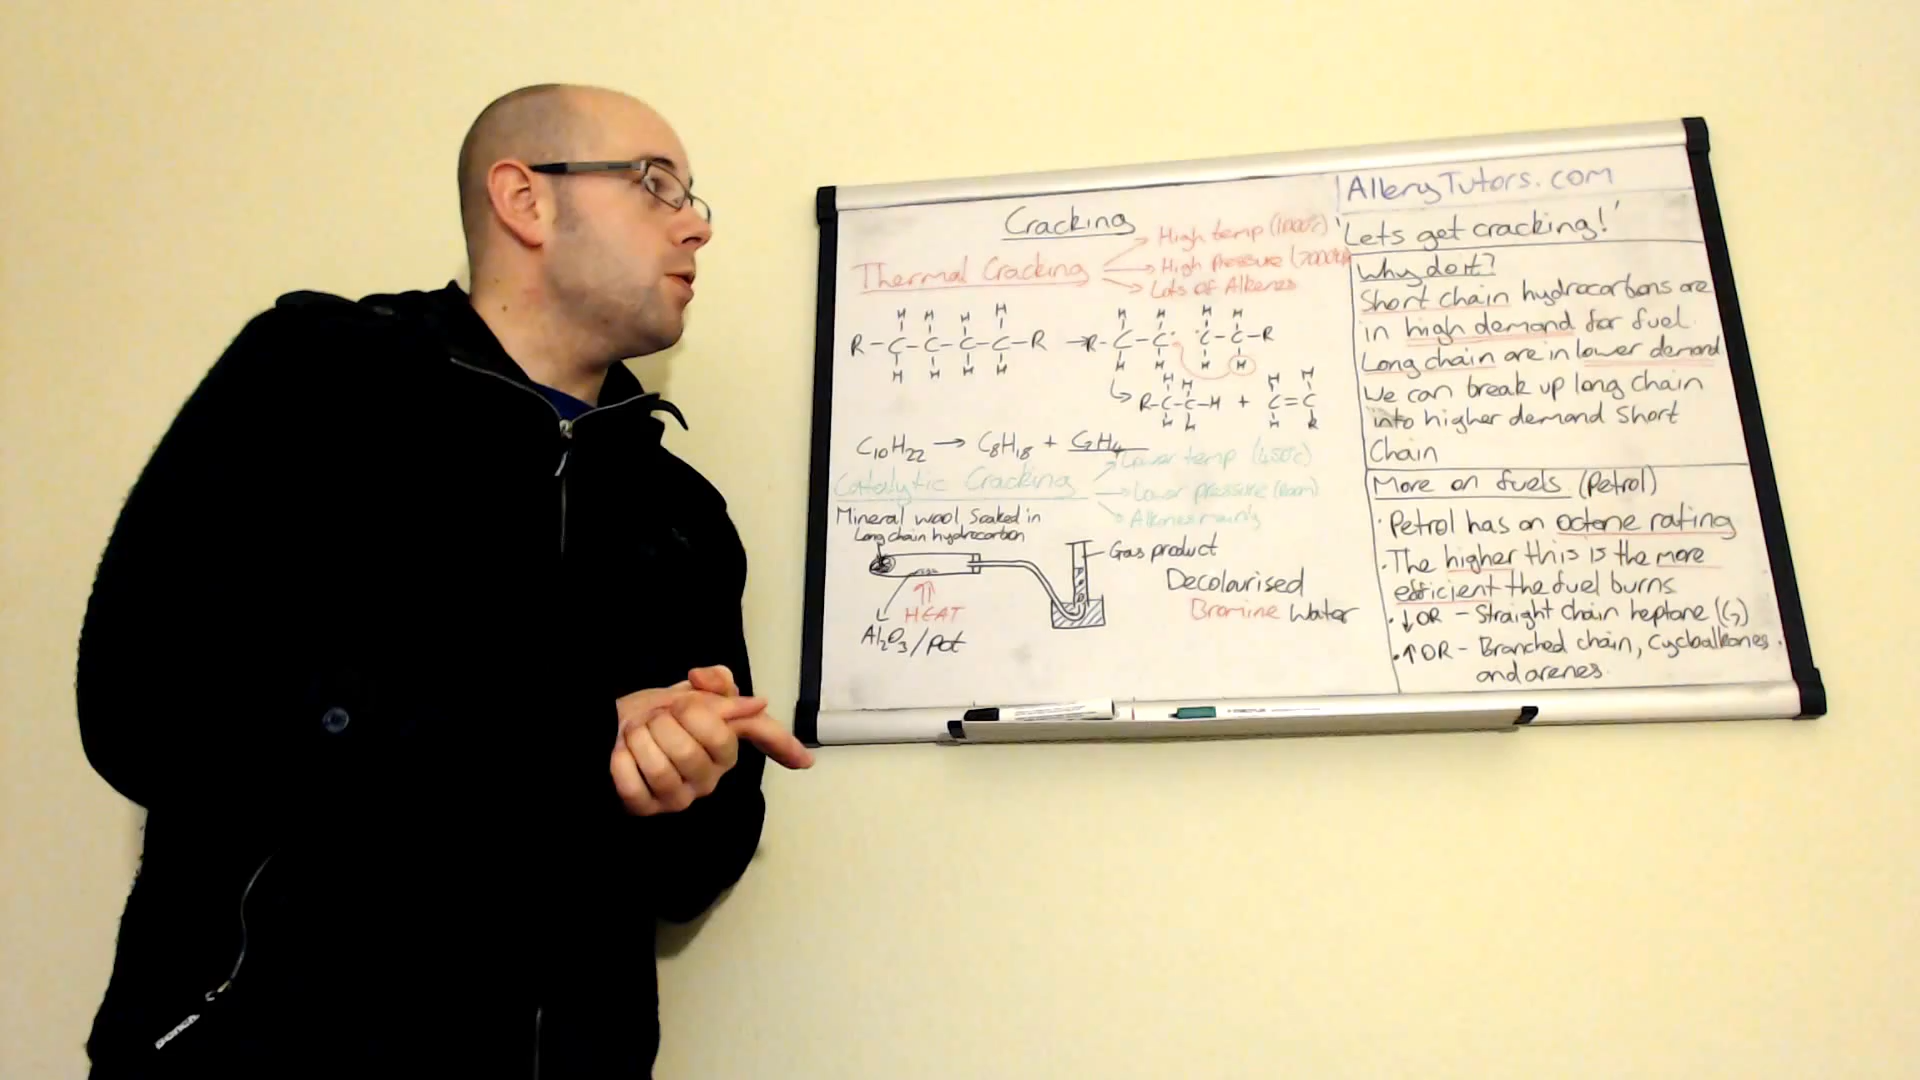 AlleryTutors.com
'Lets get cracking!'
Cracking
Thermal Cracking
High temp (1000°c)
High Pressure
Lots of Alkenes
H H H H
R-C-C-C-C-R
H H H H
H H H H
R-C-C· ·C-C-R
H H H H
H H H H
R-C-C-H + C=C
H H H R
C10H22 → C8H18 + C2H4
Catalytic Cracking
Lower temp (450°c)
Lower pressure (room)
Mineral wool Soaked in
Long chain hydrocarbon
HEAT
Al2O3/Pot
Gas product
Decolourised
Bromine Water
Why do it?
Short chain hydrocarbons are
in high demand for fuel.
Long chain are in lower demand
We can break up long chain
into higher demand Short
Chain
More on fuels (Petrol)
· Petrol has an octane rating
· The higher this is the more
efficient the fuel burns
· ↓OR - Straight chain heptane (C7)
· ↑OR - Branched chain, Cycloalkanes
and arenes.
bench